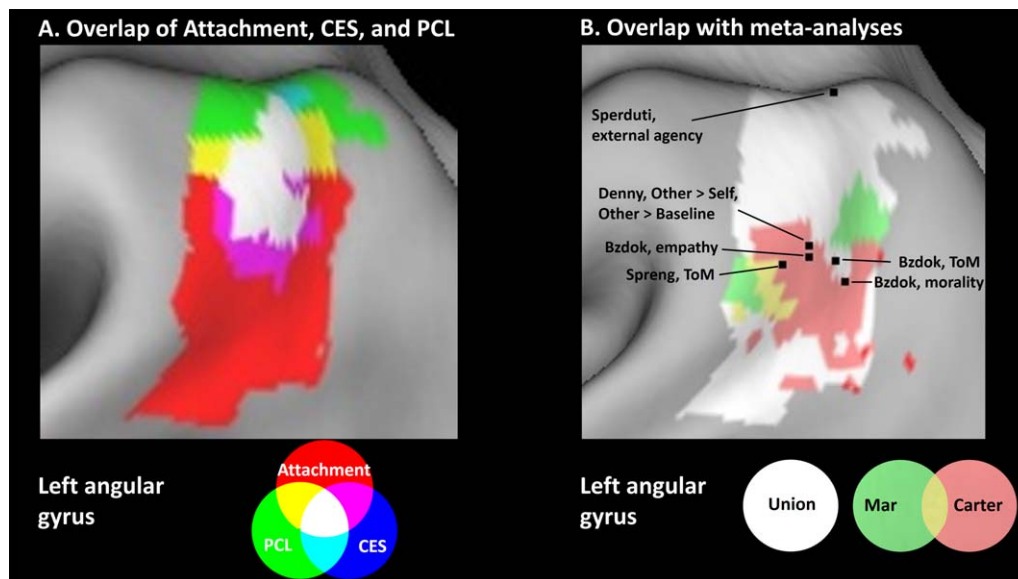 A. Overlap of Attachment, CES, and PCL
Left angular
gyrus
Attachment
PCL
CES
B. Overlap with meta-analyses
Sperduti,
external agency
Denny, Other > Self,
Other > Baseline
Bzdok, empathy
Spreng, ToM
Bzdok, ToM
Bzdok, morality
Left angular
gyrus
Union
Mar
Carter